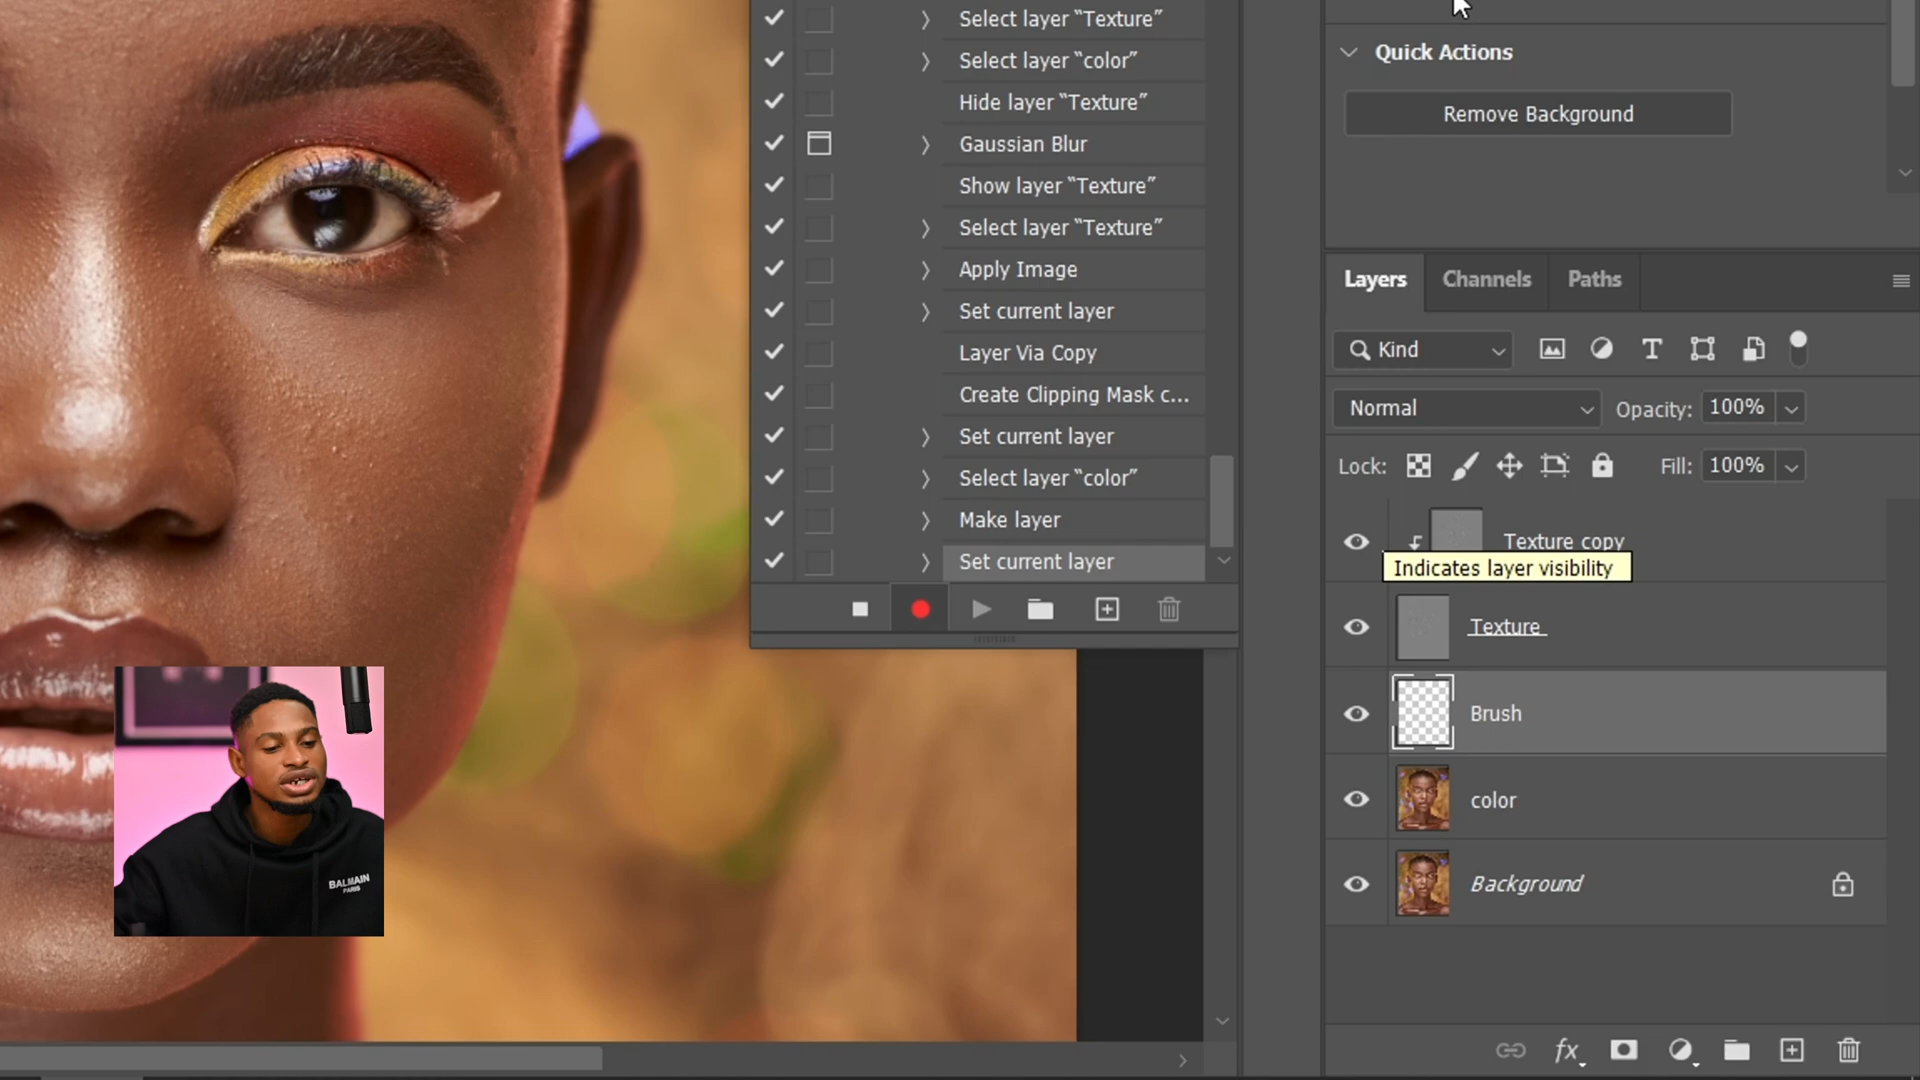 Select layer “Texture”
Select layer “color”
Hide layer “Texture”
Gaussian Blur
Show layer “Texture”
Select layer “Texture”
Apply Image
Set current layer
Layer Via Copy
Create Clipping Mask c...
Set current layer
Select layer “color”
Make layer
Set current layer
Quick Actions
Remove Background
Layers
Channels
Paths
Kind
Normal
Opacity: 100%
Lock:
Fill: 100%
Texture copy
Indicates layer visibility
Texture
Brush
color
Background
fx
BALMAIN
PARIS